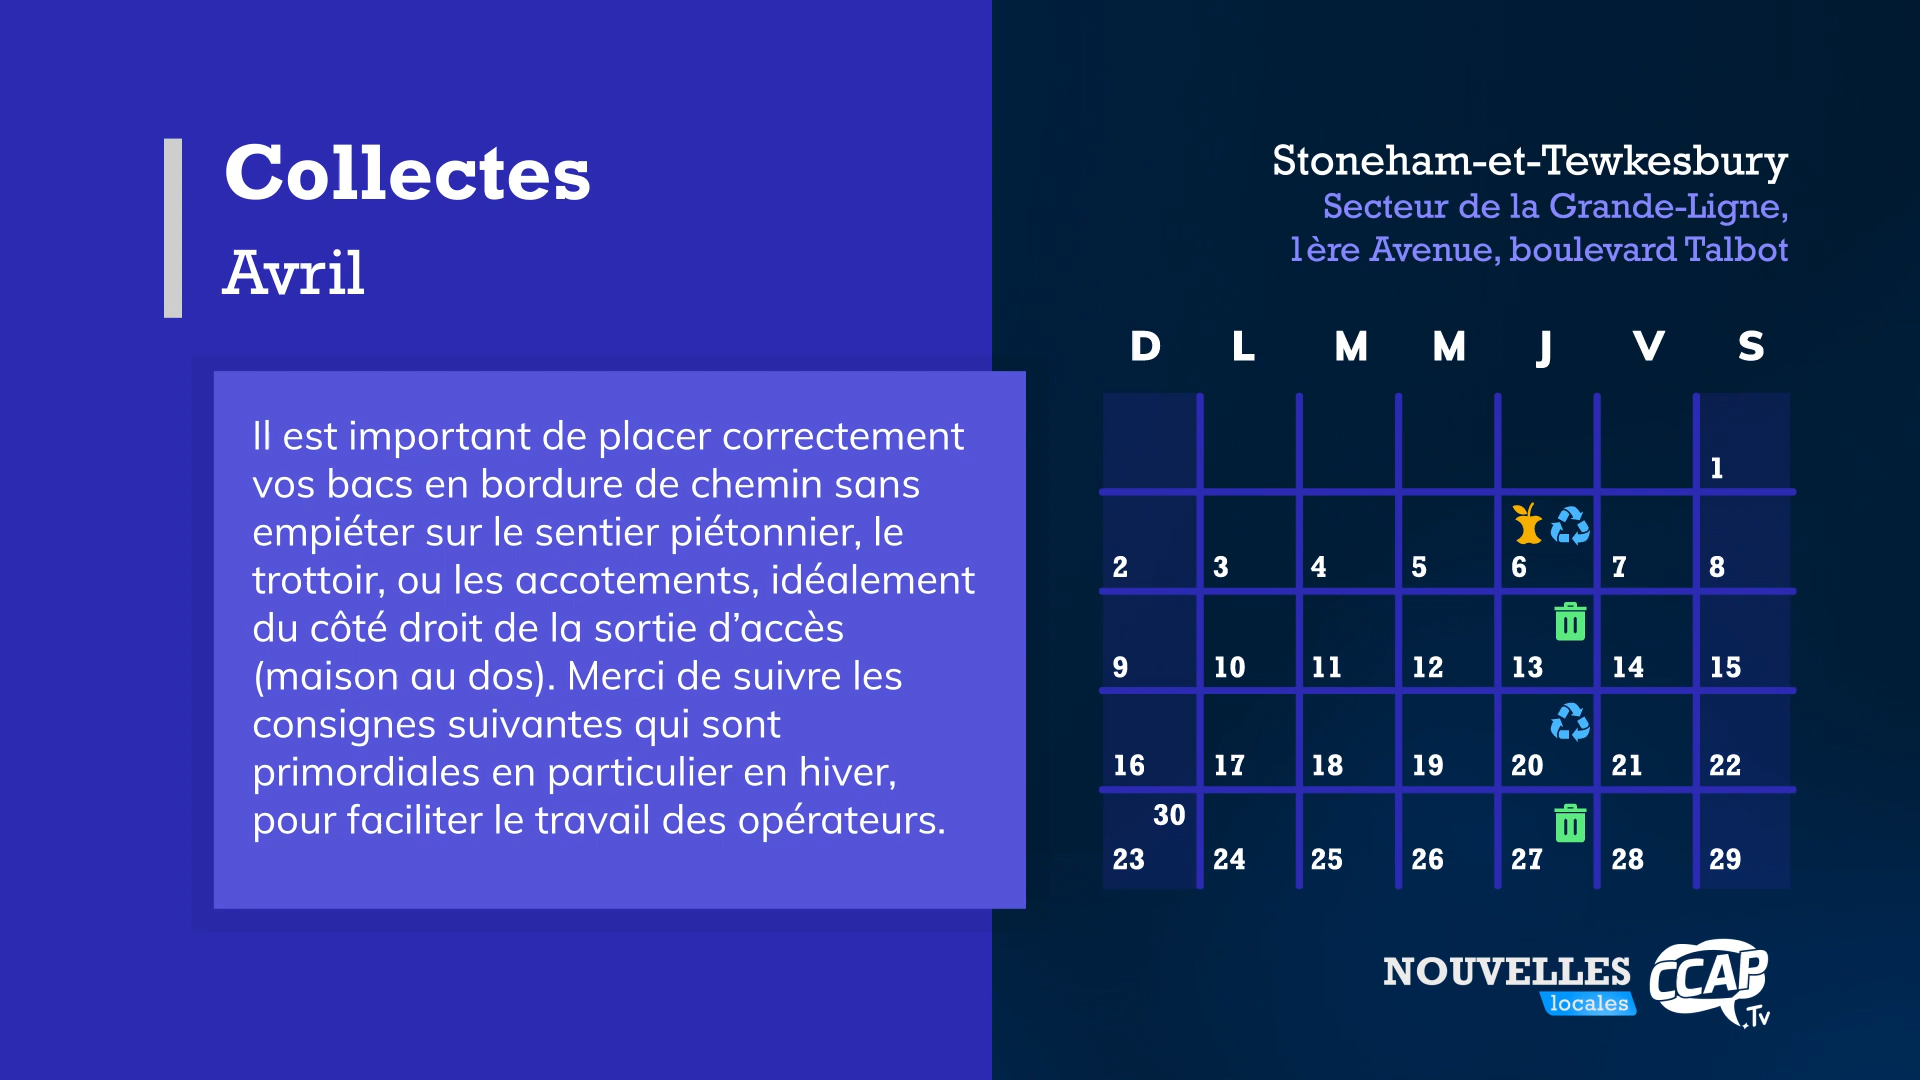 Collectes
Avril
Il est important de placer correctement
vos bacs en bordure de chemin sans
empiéter sur le sentier piétonnier, le
trottoir, ou les accotements, idéalement
du côté droit de la sortie d’accès
(maison au dos). Merci de suivre les
consignes suivantes qui sont
primordiales en particulier en hiver,
pour faciliter le travail des opérateurs.
Stoneham-et-Tewkesbury
Secteur de la Grande-Ligne,
1ère Avenue, boulevard Talbot
D L M M J V S
1
2 3 4 5 6 7 8
9 10 11 12 13 14 15
16 17 18 19 20 21 22
30
23 24 25 26 27 28 29
NOUVELLES
locales
CCAP
.Tv